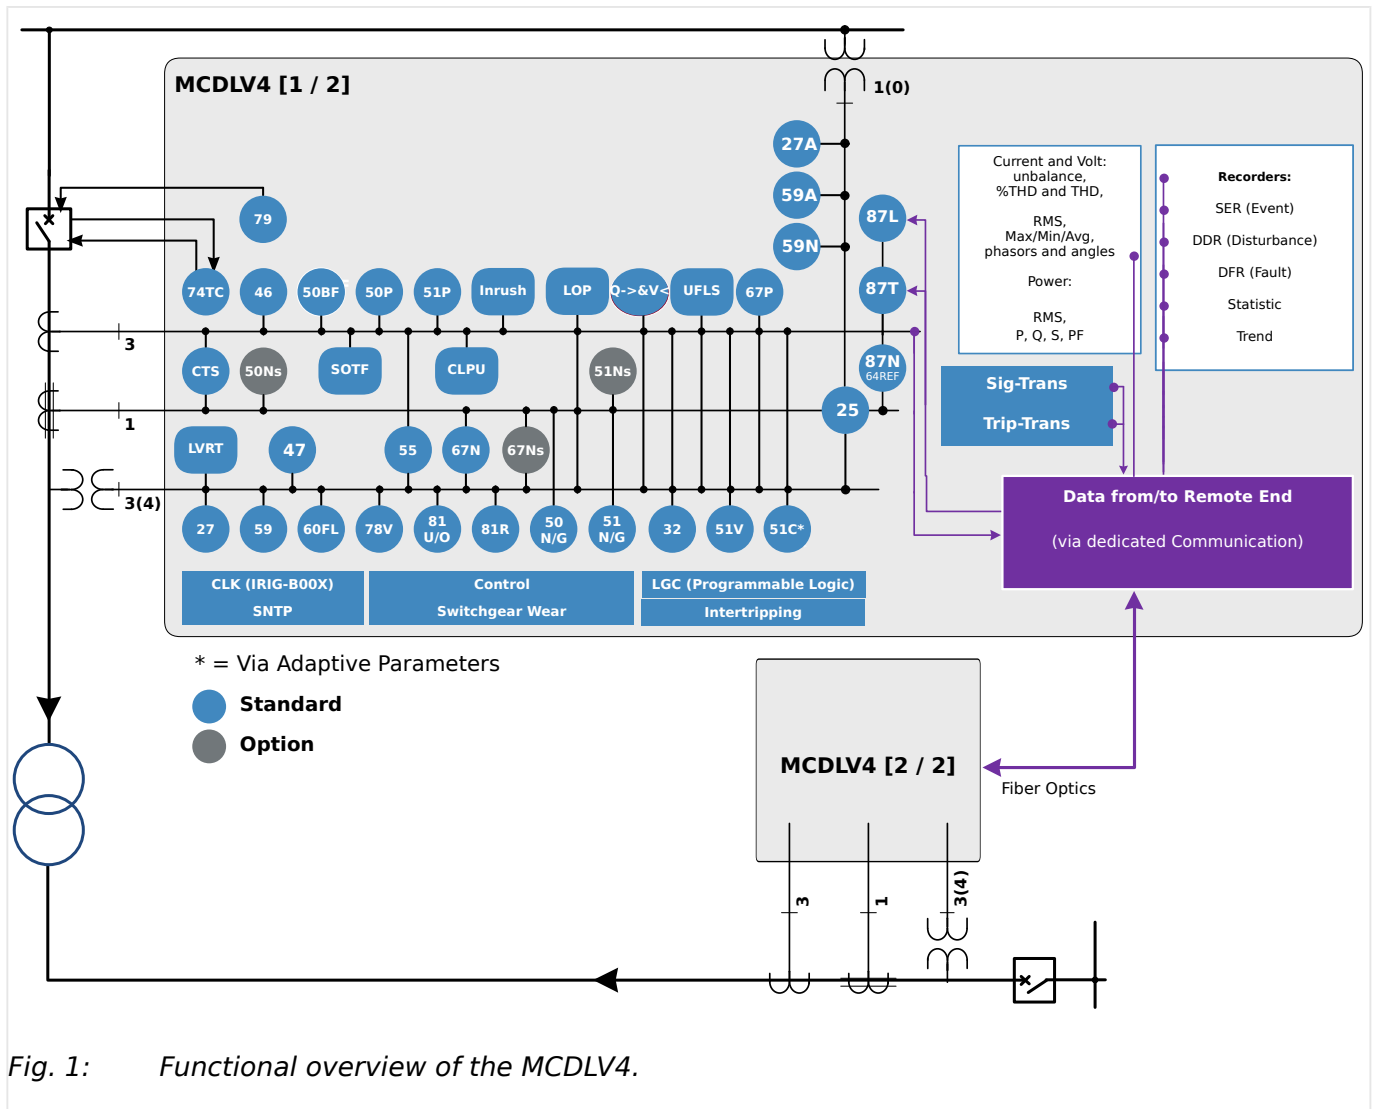 MCDLV4 [1 / 2]
1(0)
27A
59A
59N
Current and Volt:
unbalance,
%THD and THD,
RMS,
Max/Min/Avg,
phasors and angles
Power:
RMS,
P, Q, S, PF
Recorders:
SER (Event)
DDR (Disturbance)
DFR (Fault)
Statistic
Trend
79
87L
74TC
46
50BF
50P
51P
Inrush
LOP
Q->&V<
UFLS
67P
87T
3
CTS
50Ns
SOTF
CLPU
51Ns
87N
64REF
Sig-Trans
Trip-Trans
1
25
LVRT
47
55
67N
67Ns
3(4)
27
59
60FL
78V
81
U/O
81R
50
N/G
51
N/G
32
51V
51C*
Data from/to Remote End
(via dedicated Communication)
CLK (IRIG-B00X)
SNTP
Control
Switchgear Wear
LGC (Programmable Logic)
Intertripping
* = Via Adaptive Parameters
Standard
Option
MCDLV4 [2 / 2]
Fiber Optics
3
1
3(4)
Fig. 1: Functional overview of the MCDLV4.